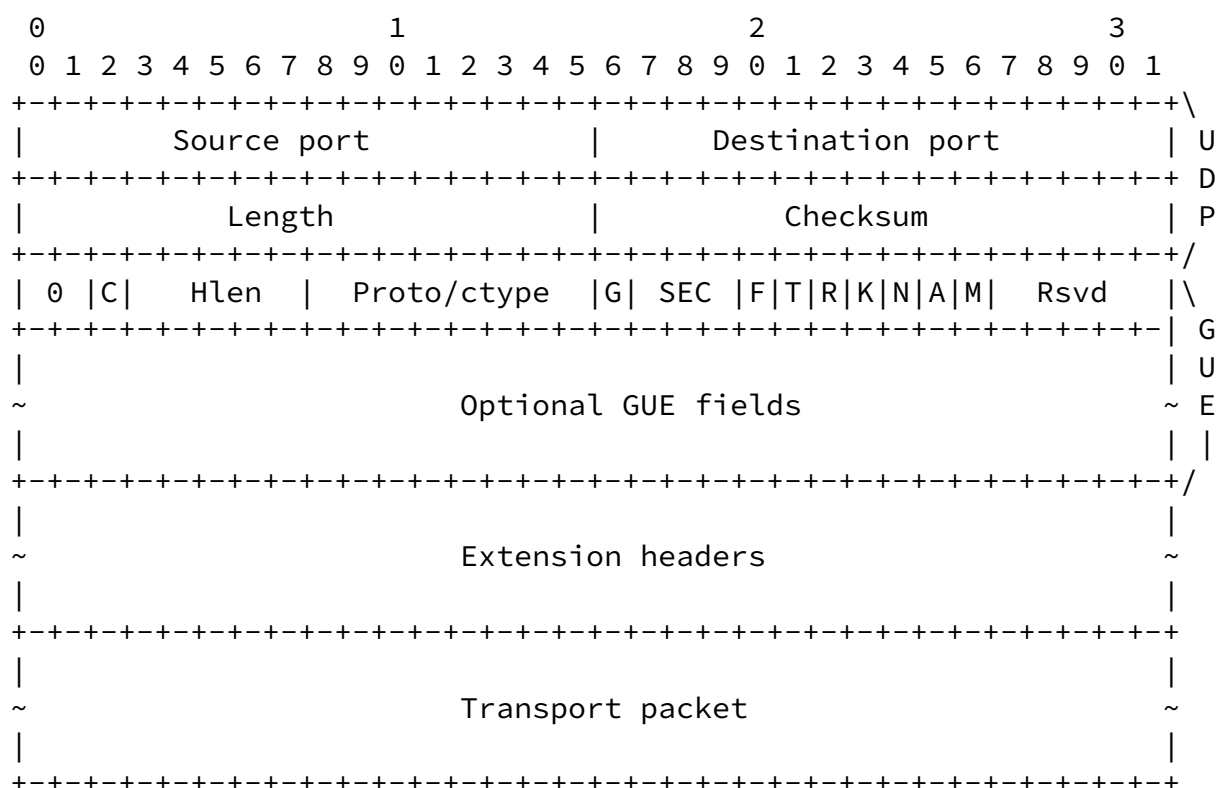 0                   1                   2                   3
 0 1 2 3 4 5 6 7 8 9 0 1 2 3 4 5 6 7 8 9 0 1 2 3 4 5 6 7 8 9 0 1
+-+-+-+-+-+-+-+-+-+-+-+-+-+-+-+-+-+-+-+-+-+-+-+-+-+-+-+-+-+-+-+-+\
|        Source port            |      Destination port         | U
+-+-+-+-+-+-+-+-+-+-+-+-+-+-+-+-+-+-+-+-+-+-+-+-+-+-+-+-+-+-+-+-+ D
|           Length              |          Checksum             | P
+-+-+-+-+-+-+-+-+-+-+-+-+-+-+-+-+-+-+-+-+-+-+-+-+-+-+-+-+-+-+-+-+/
| 0 |C|   Hlen  |  Proto/ctype  |G| SEC |F|T|R|K|N|A|M|  Rsvd   |\
+-+-+-+-+-+-+-+-+-+-+-+-+-+-+-+-+-+-+-+-+-+-+-+-+-+-+-+-+-+-+-+-| G
|                                                               | U
~                        Optional GUE fields                    ~ E
|                                                               | |
+-+-+-+-+-+-+-+-+-+-+-+-+-+-+-+-+-+-+-+-+-+-+-+-+-+-+-+-+-+-+-+-+/
|                                                               |
~                        Extension headers                      ~
|                                                               |
+-+-+-+-+-+-+-+-+-+-+-+-+-+-+-+-+-+-+-+-+-+-+-+-+-+-+-+-+-+-+-+-+
|                                                               |
~                        Transport packet                       ~
|                                                               |
+-+-+-+-+-+-+-+-+-+-+-+-+-+-+-+-+-+-+-+-+-+-+-+-+-+-+-+-+-+-+-+-+